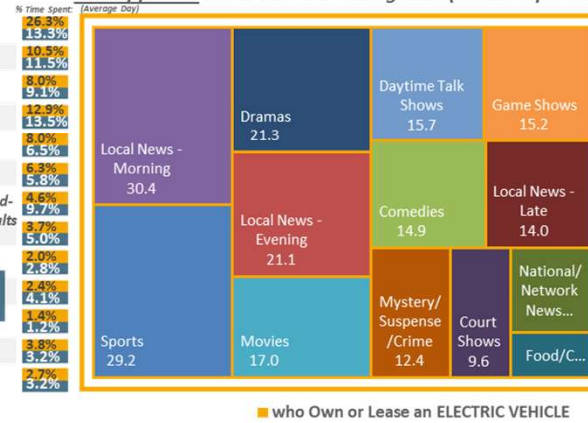 % Time Spent: (Average Day)
26.3%
13.3%
10.5%
11.5%
8.0%
9.1%
12.9%
13.5%
8.0%
6.5%
6.3%
5.8%
4.6%
9.7%
3.7%
5.0%
2.0%
2.8%
2.4%
4.1%
1.4%
1.2%
3.8%
3.2%
2.7%
3.2%
Local News -
Morning
30.4
Sports
29.2
Dramas
21.3
Local News -
Evening
21.1
Movies
17.0
Daytime Talk
Shows
15.7
Game Shows
15.2
Comedies
14.9
Local News -
Late
14.0
Mystery/
Suspense
/Crime
12.4
Court
Shows
9.6
National/
Network
News...
Food/C...
who Own or Lease an ELECTRIC VEHICLE